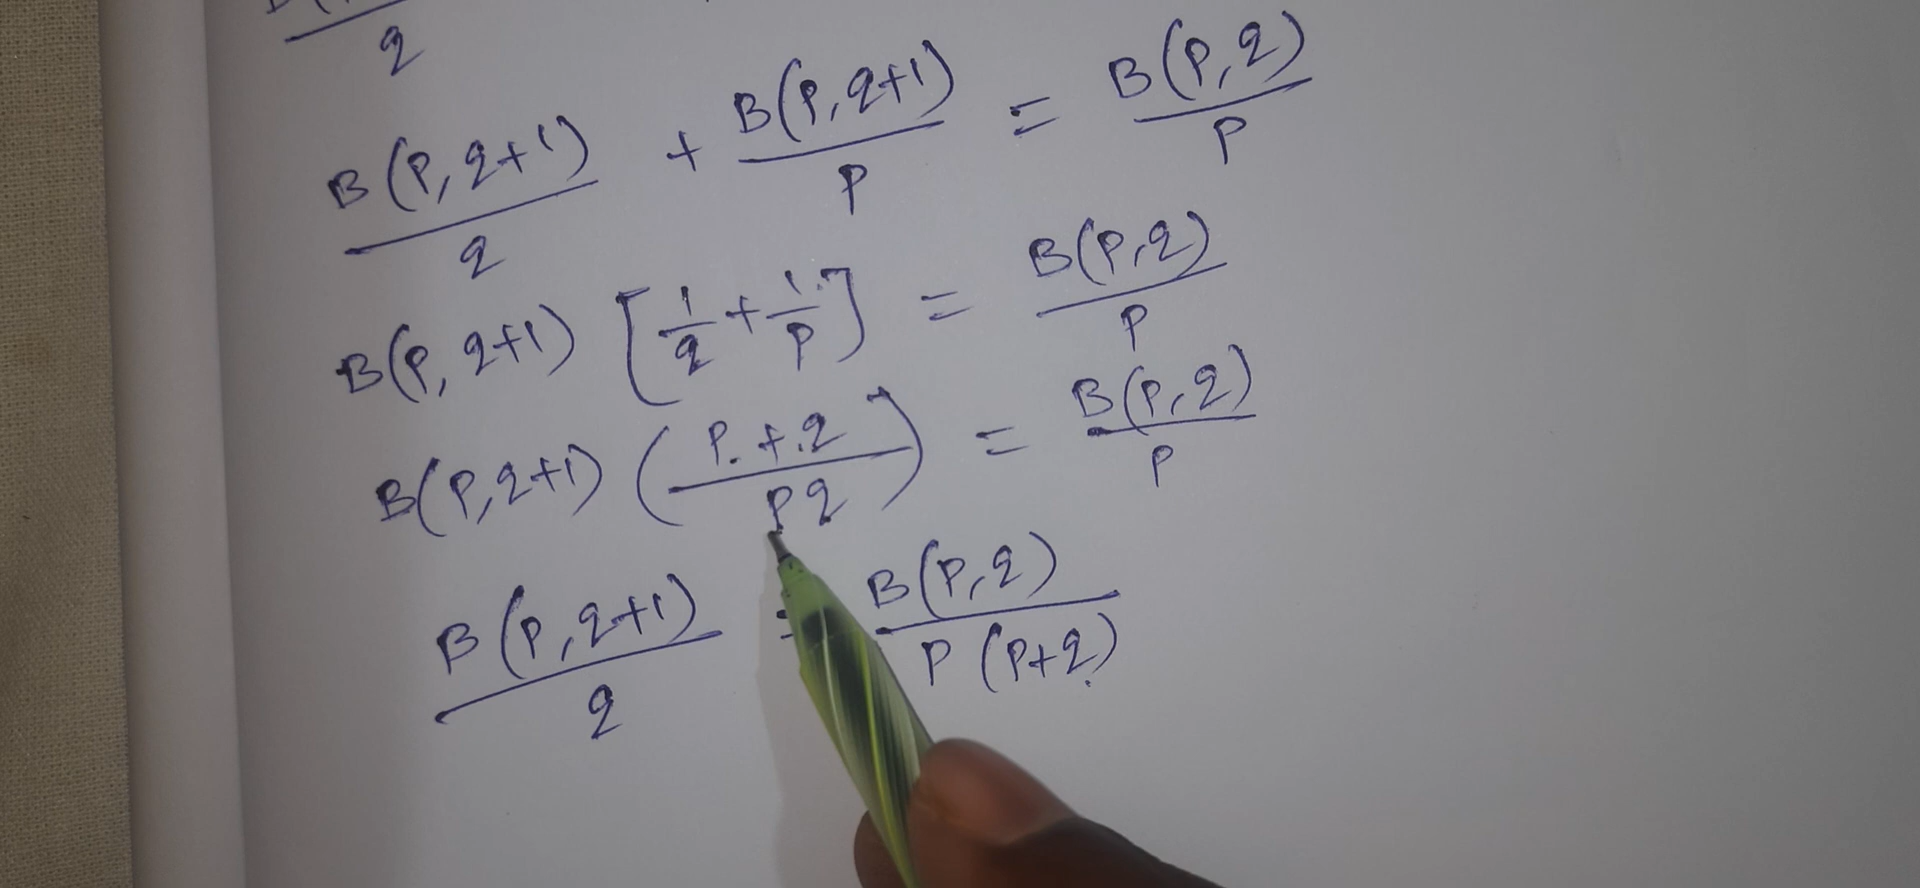 q
B(P, q+1)/q + B(P, q+1)/P = B(P, q)/P
B(P, q+1) [1/q + 1/P] = B(P, q)/P
B(P, q+1) (P + q / Pq) = B(P, q)/P
B(P, q+1)/q = B(P, q)/P(P+q)